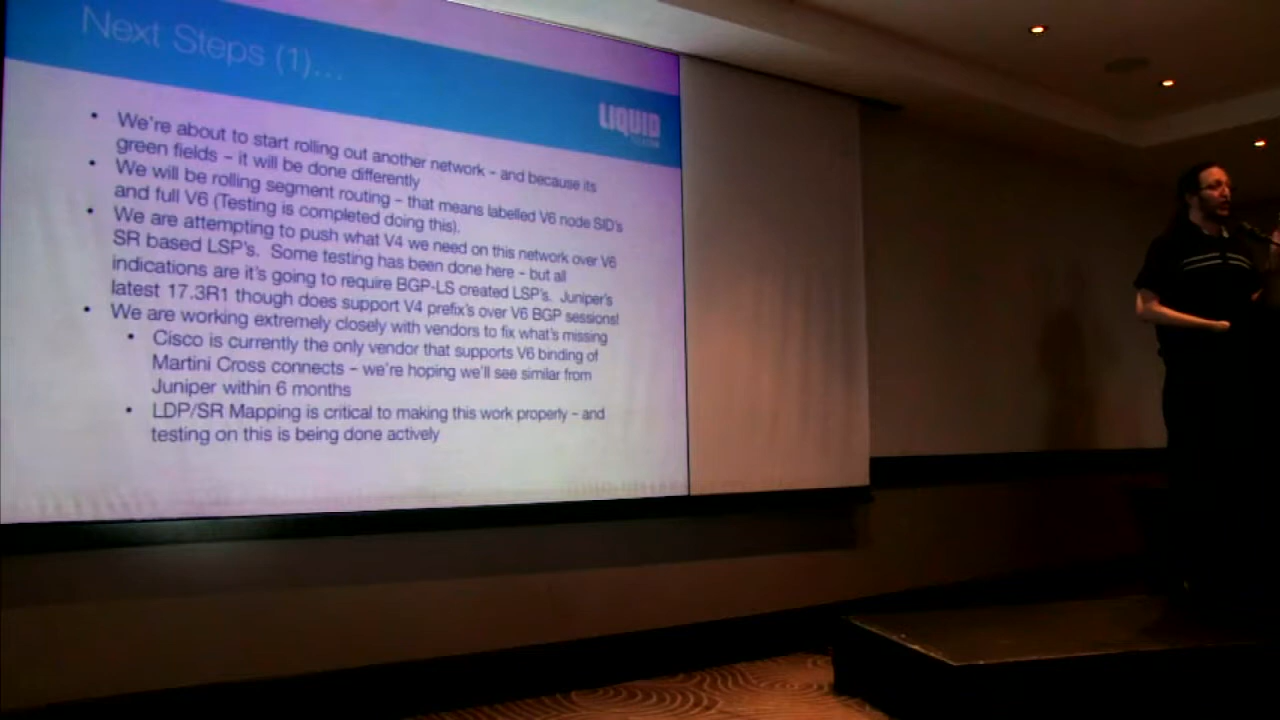 Next Steps (1)...
LIQUID
• We're about to start rolling out another network – and because its
green fields – it will be done differently
• We will be rolling segment routing – that means labelled V6 node SID's
and full V6 (Testing is completed doing this).
• We are attempting to push what V4 we need on this network over V6
SR based LSP's. Some testing has been done here – but all
indications are it's going to require BGP-LS created LSP's. Juniper's
latest 17.3R1 though does support V4 prefix's over V6 BGP sessions!
• We are working extremely closely with vendors to fix what's missing
• Cisco is currently the only vendor that supports V6 binding of
Martini Cross connects – we're hoping we'll see similar from
Juniper within 6 months
• LDP/SR Mapping is critical to making this work properly – and
testing on this is being done actively